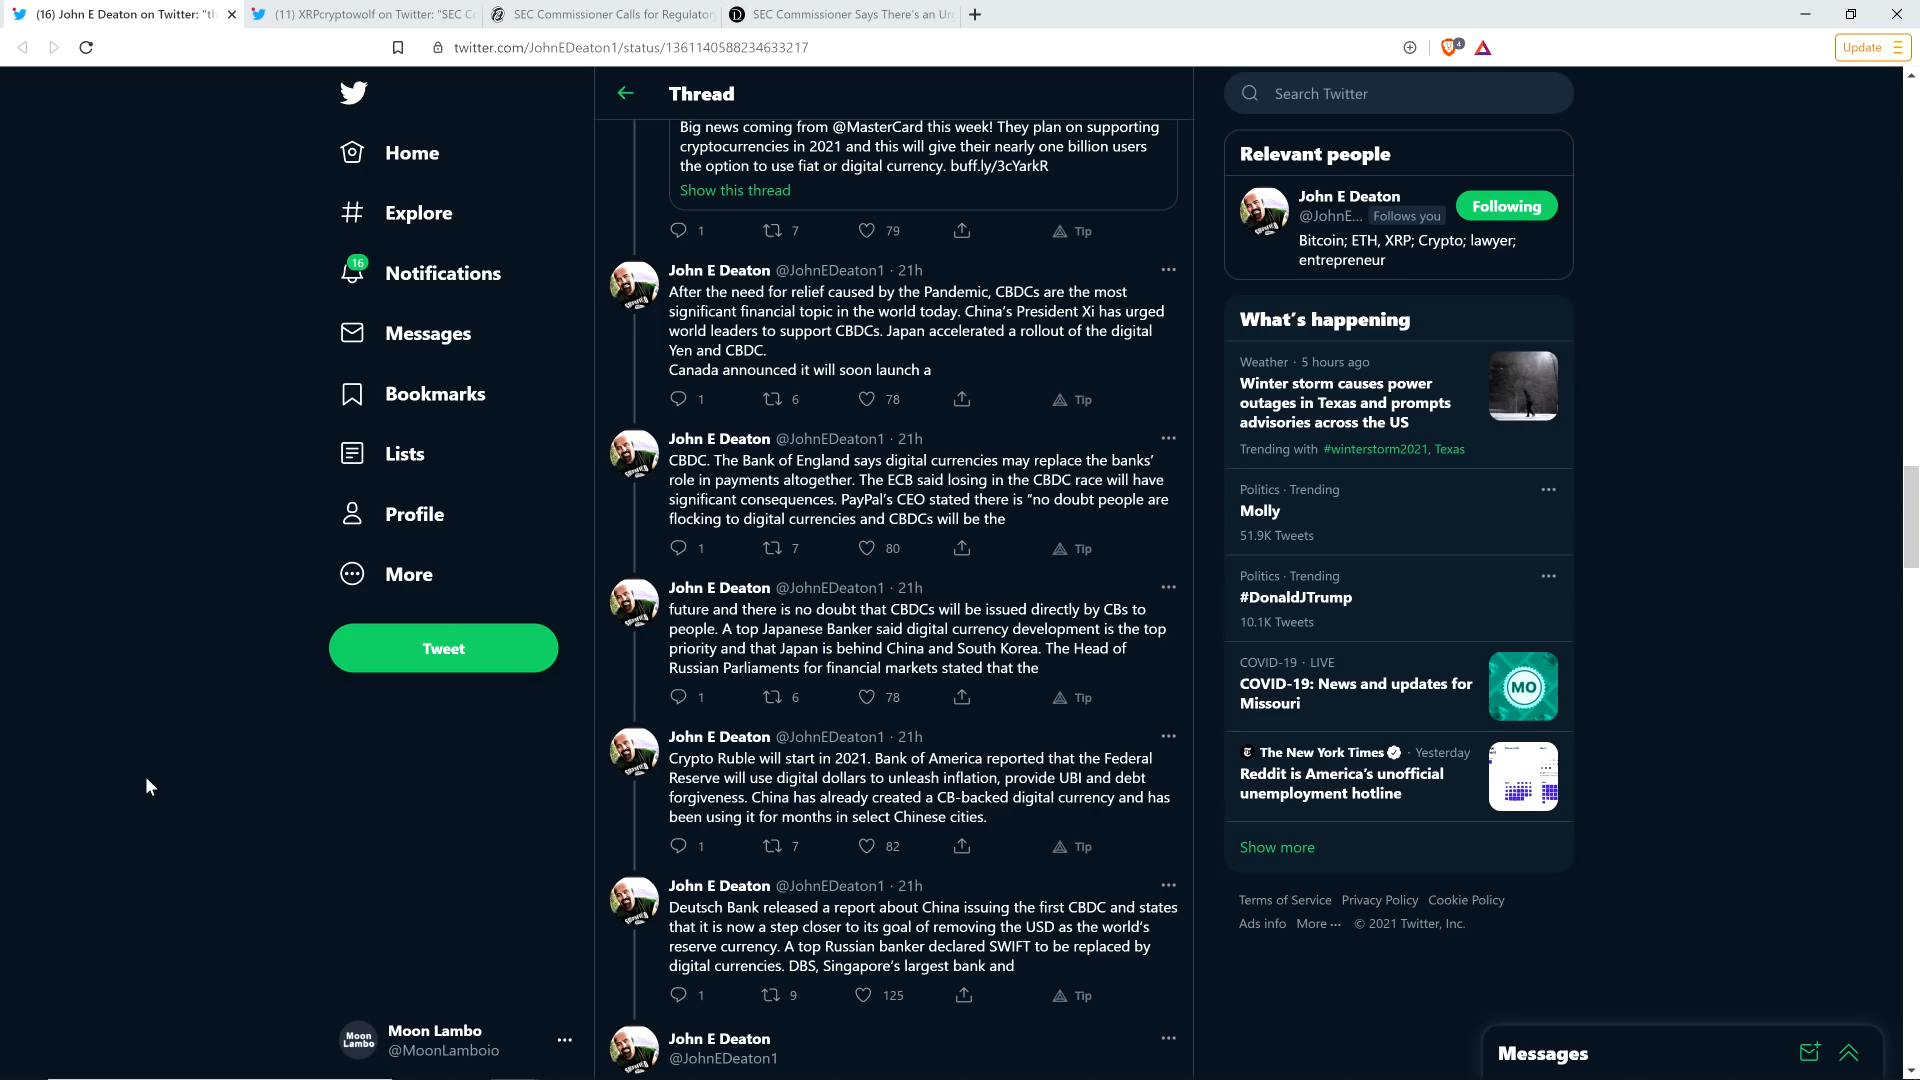 (16) John E Deaton on Twitter: "th
(11) XRPcryptowolf on Twitter: "SEC C
SEC Commissioner Calls for Regulator
SEC Commissioner Says There's an Ur
twitter.com/JohnEDeaton1/status/1361140588234633217
4
Update
Home
Explore
16
Notifications
Messages
Bookmarks
Lists
Profile
More
Tweet
Moon Lambo
Moon Lambo
@MoonLamboio
Thread
Big news coming from @MasterCard this week! They plan on supporting
cryptocurrencies in 2021 and this will give their nearly one billion users
the option to use fiat or digital currency. buff.ly/3cYarkR
Show this thread
1 7 79 Tip
John E Deaton @JohnEDeaton1 · 21h
After the need for relief caused by the Pandemic, CBDCs are the most
significant financial topic in the world today. China’s President Xi has urged
world leaders to support CBDCs. Japan accelerated a rollout of the digital
Yen and CBDC.
Canada announced it will soon launch a
1 6 78 Tip
John E Deaton @JohnEDeaton1 · 21h
CBDC. The Bank of England says digital currencies may replace the banks’
role in payments altogether. The ECB said losing in the CBDC race will have
significant consequences. PayPal’s CEO stated there is “no doubt people are
flocking to digital currencies and CBDCs will be the
1 7 80 Tip
John E Deaton @JohnEDeaton1 · 21h
future and there is no doubt that CBDCs will be issued directly by CBs to
people. A top Japanese Banker said digital currency development is the top
priority and that Japan is behind China and South Korea. The Head of
Russian Parliaments for financial markets stated that the
1 6 78 Tip
John E Deaton @JohnEDeaton1 · 21h
Crypto Ruble will start in 2021. Bank of America reported that the Federal
Reserve will use digital dollars to unleash inflation, provide UBI and debt
forgiveness. China has already created a CB-backed digital currency and has
been using it for months in select Chinese cities.
1 7 82 Tip
John E Deaton @JohnEDeaton1 · 21h
Deutsch Bank released a report about China issuing the first CBDC and states
that it is now a step closer to its goal of removing the USD as the world’s
reserve currency. A top Russian banker declared SWIFT to be replaced by
digital currencies. DBS, Singapore’s largest bank and
1 9 125 Tip
John E Deaton
@JohnEDeaton1
Search Twitter
Relevant people
John E Deaton
@JohnE... Follows you
Following
Bitcoin; ETH, XRP; Crypto; lawyer;
entrepreneur
What’s happening
Weather · 5 hours ago
Winter storm causes power
outages in Texas and prompts
advisories across the US
Trending with #winterstorm2021, Texas
Politics · Trending
Molly
51.9K Tweets
Politics · Trending
#DonaldJTrump
10.1K Tweets
COVID-19 · LIVE
COVID-19: News and updates for
Missouri
MO
The New York Times · Yesterday
Reddit is America’s unofficial
unemployment hotline
Show more
Terms of Service Privacy Policy Cookie Policy
Ads info More © 2021 Twitter, Inc.
Messages